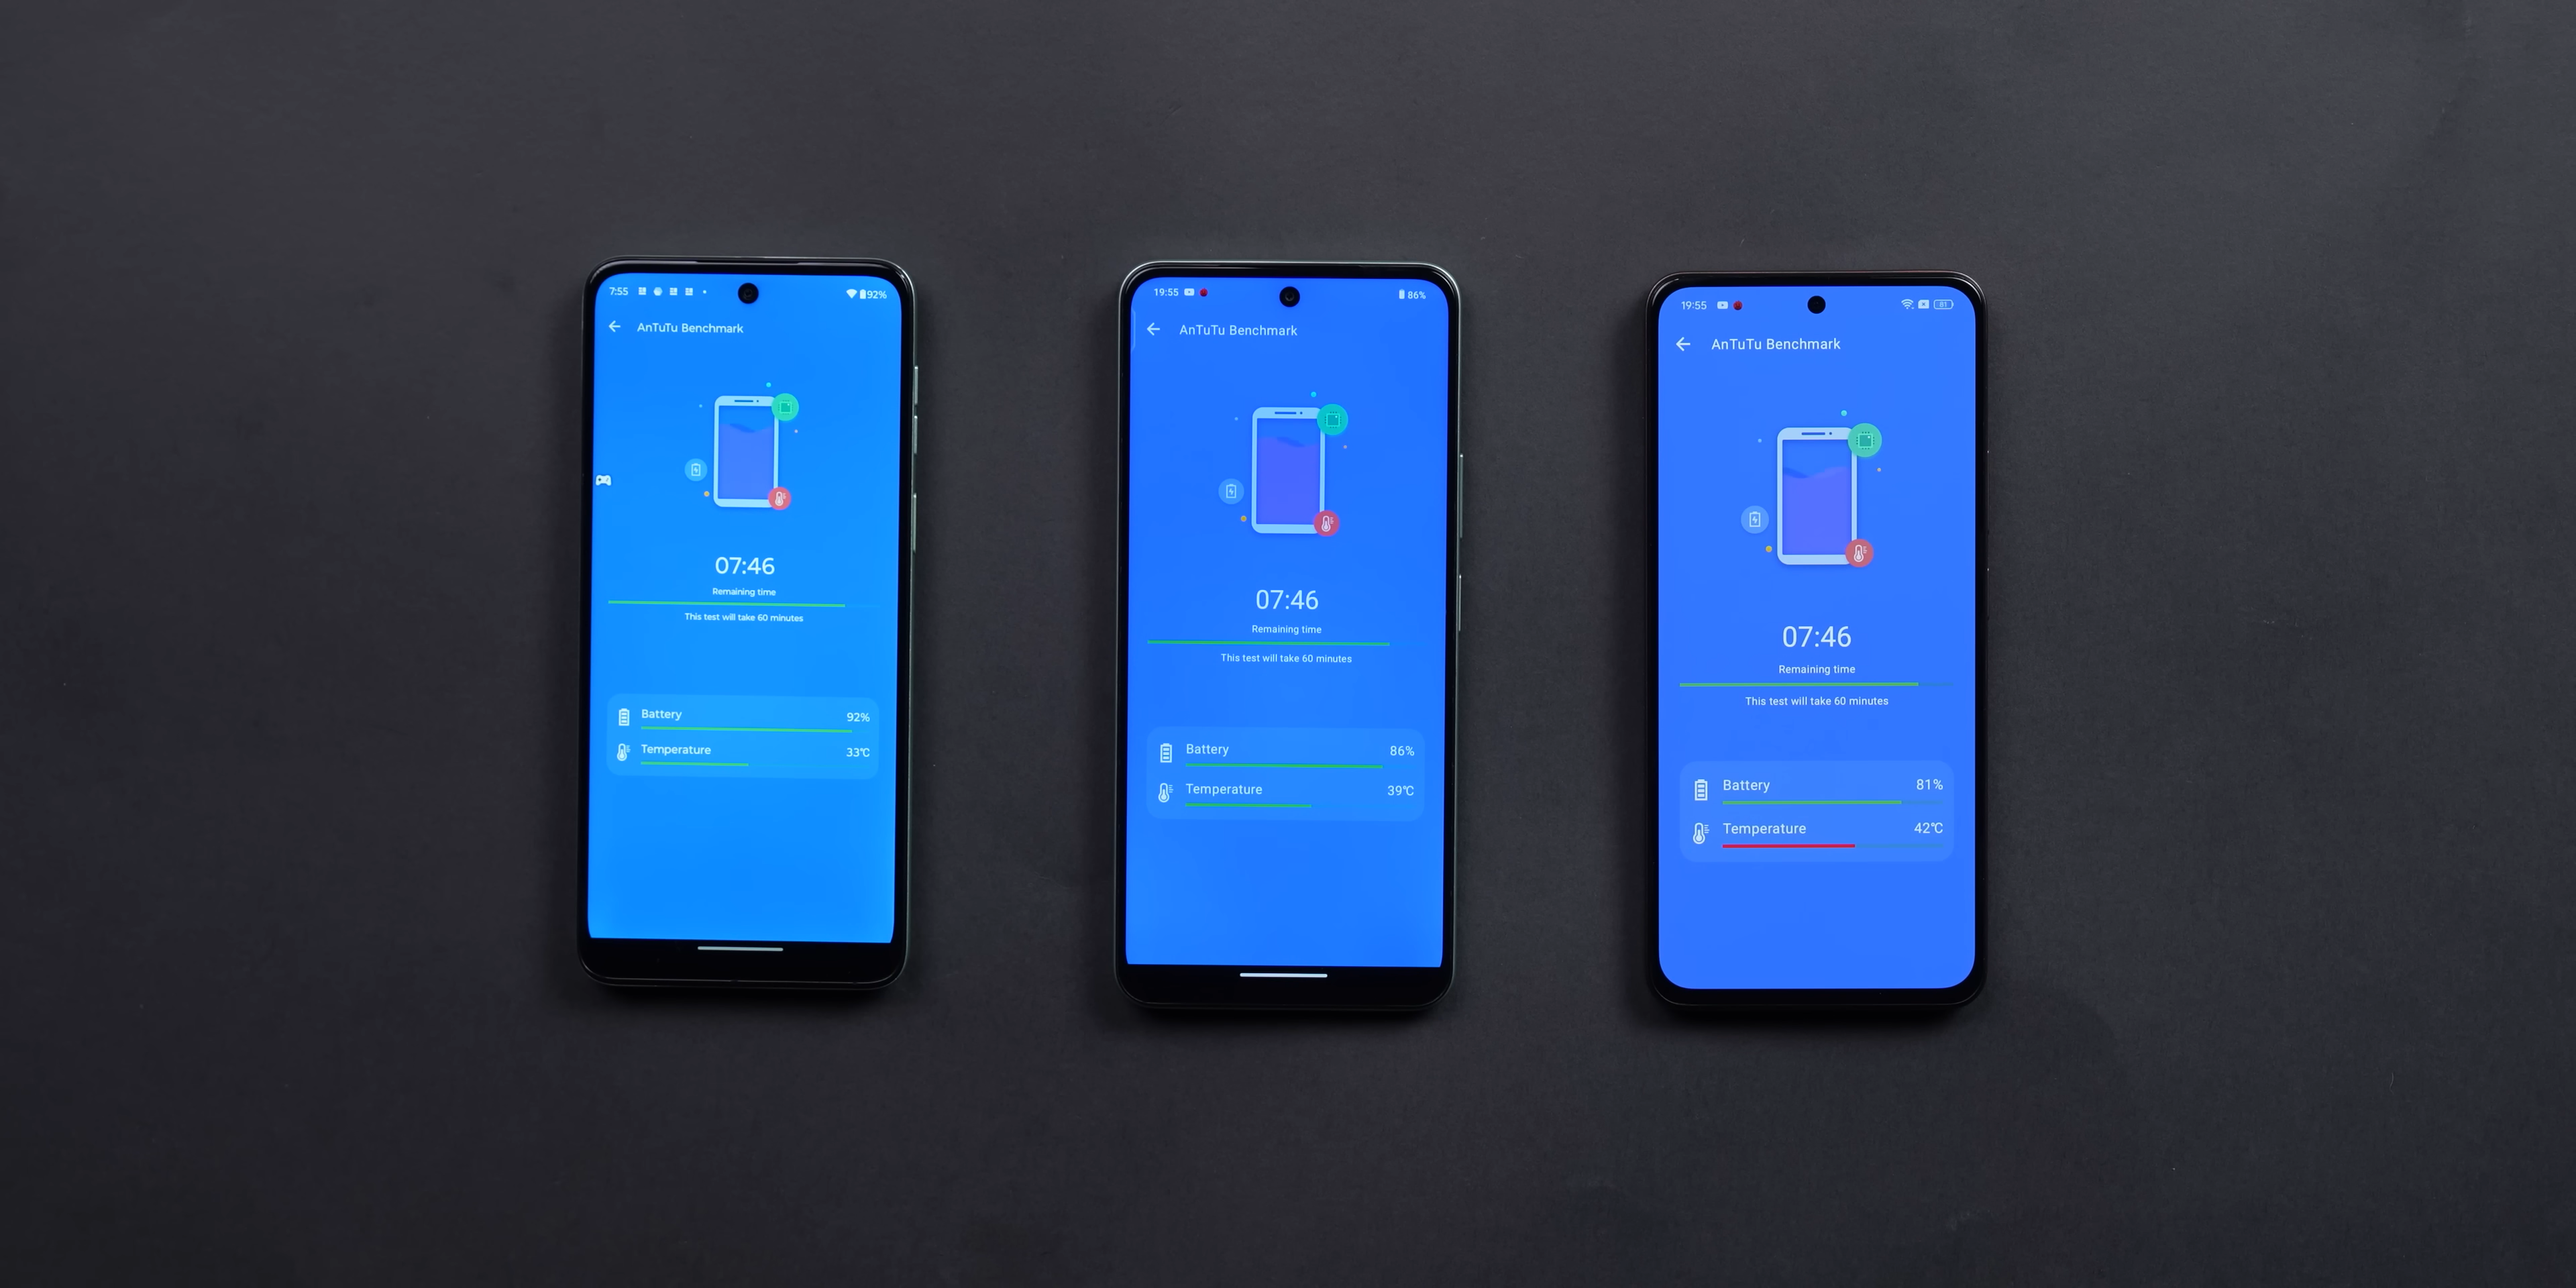 7:55 92%
AnTuTu Benchmark
07:46
Remaining time
This test will take 60 minutes
Battery 92%
Temperature 33℃
19:55 86%
AnTuTu Benchmark
07:46
Remaining time
This test will take 60 minutes
Battery 86%
Temperature 39℃
19:55 81
AnTuTu Benchmark
07:46
Remaining time
This test will take 60 minutes
Battery 81%
Temperature 42℃